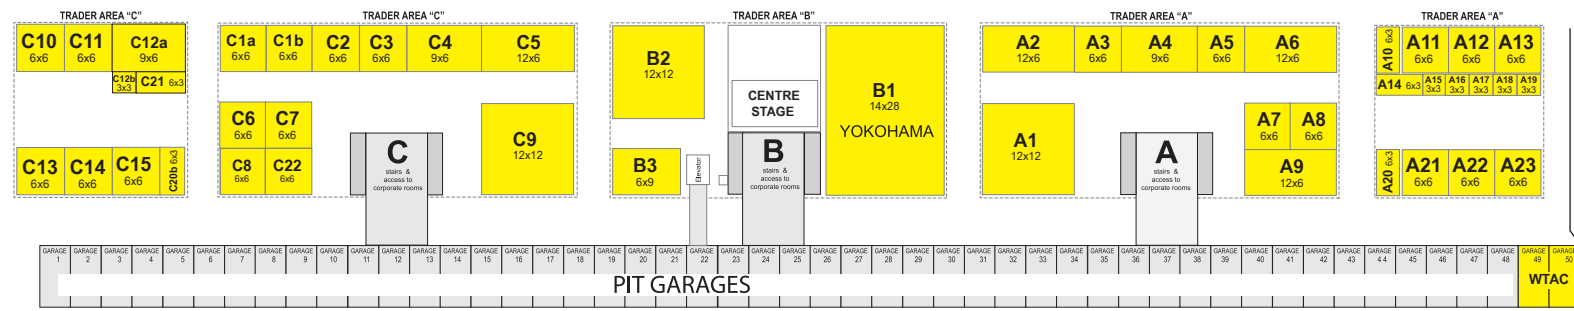 TRADER AREA “C”
C10
6x6
C11
6x6
C12a
9x6
C12b
3x3
C21 6x3
C13
6x6
C14
6x6
C15
6x6
C20b 6x3
TRADER AREA “C”
C1a
6x6
C1b
6x6
C2
6x6
C3
6x6
C4
9x6
C5
12x6
C6
6x6
C7
6x6
C8
6x6
C22
6x6
C9
12x12
C
stairs &
access to
corporate rooms
TRADER AREA “B”
B2
12x12
CENTRE
STAGE
B1
14x28
YOKOHAMA
B3
6x9
Elevator
B
stairs &
access to
corporate rooms
TRADER AREA “A”
A2
12x6
A3
6x6
A4
9x6
A5
6x6
A6
12x6
A1
12x12
A7
6x6
A8
6x6
A9
12x6
A
stairs &
access to
corporate rooms
TRADER AREA “A”
A10 6x3
A11
6x6
A12
6x6
A13
6x6
A14 6x3
A15
3x3
A16
3x3
A17
3x3
A18
3x3
A19
3x3
A20 6x3
A21
6x6
A22
6x6
A23
6x6
GARAGE
1
GARAGE
2
GARAGE
3
GARAGE
4
GARAGE
5
GARAGE
6
GARAGE
7
GARAGE
8
GARAGE
9
GARAGE
10
GARAGE
11
GARAGE
12
GARAGE
13
GARAGE
14
GARAGE
15
GARAGE
16
GARAGE
17
GARAGE
18
GARAGE
19
GARAGE
20
GARAGE
21
GARAGE
22
GARAGE
23
GARAGE
24
GARAGE
25
GARAGE
26
GARAGE
27
GARAGE
28
GARAGE
29
GARAGE
30
GARAGE
31
GARAGE
32
GARAGE
33
GARAGE
34
GARAGE
35
GARAGE
36
GARAGE
37
GARAGE
38
GARAGE
39
GARAGE
40
GARAGE
41
GARAGE
42
GARAGE
43
GARAGE
44
GARAGE
45
GARAGE
46
GARAGE
47
GARAGE
48
GARAGE
49
GARAGE
50
PIT GARAGES
WTAC